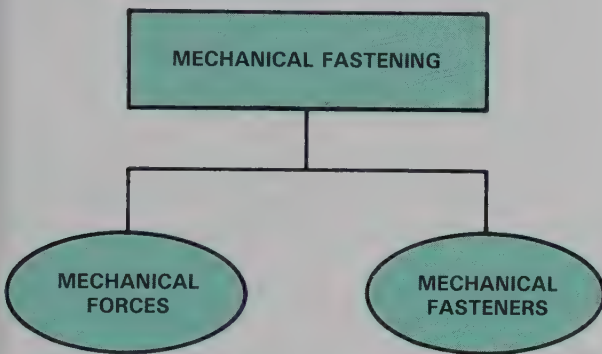 MECHANICAL FASTENING
MECHANICAL
FORCES
MECHANICAL
FASTENERS